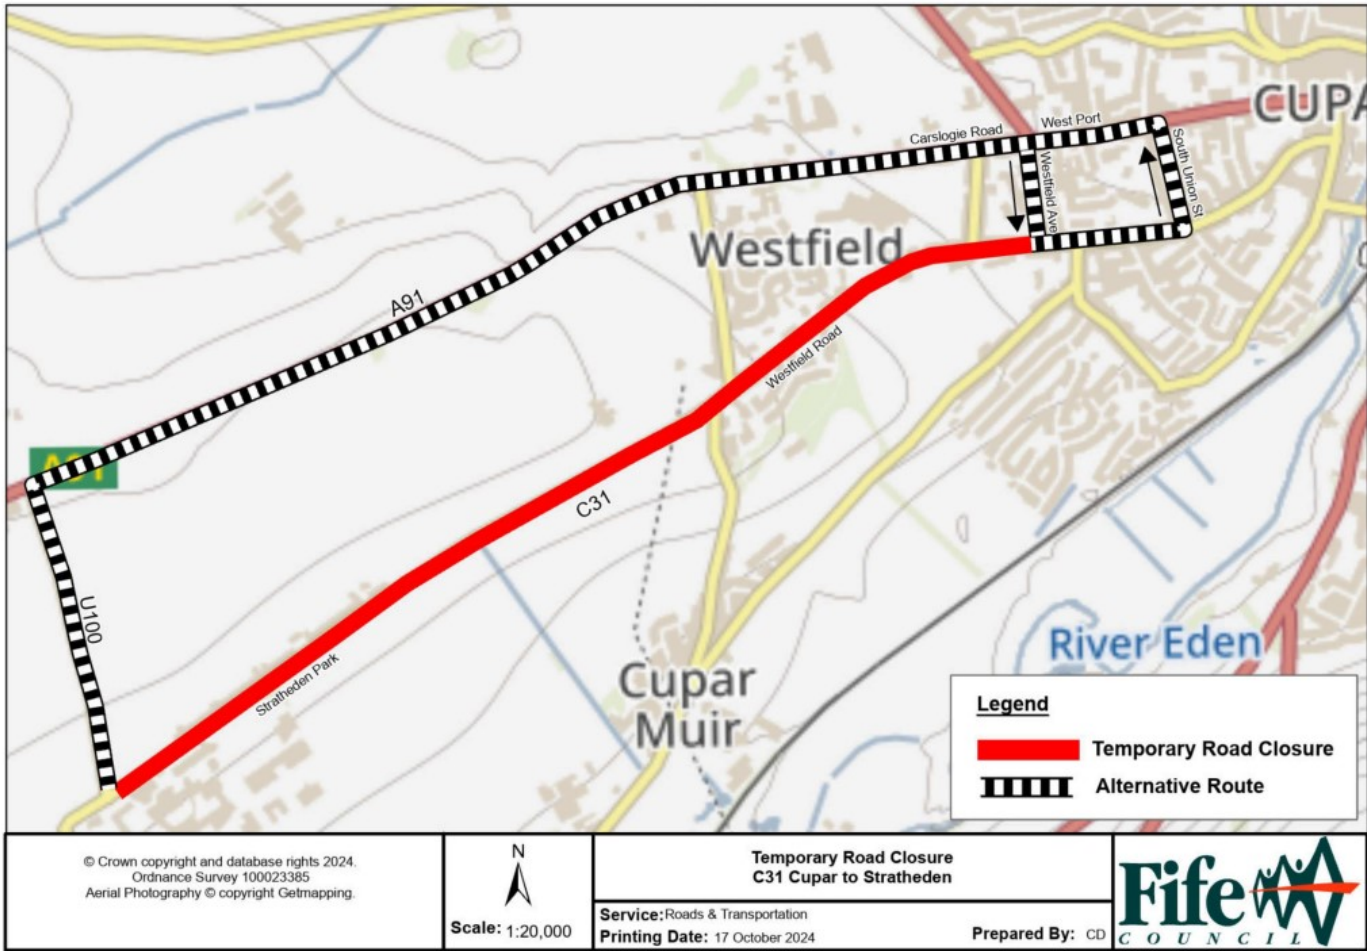 CUPA
West Port
Carslogie Road
South Union St
Westfield Ave
Westfield
A91
Westfield Road
A91
C31
U100
Stratheden Park
Cupar
Muir
River Eden
Legend
Temporary Road Closure
Alternative Route
© Crown copyright and database rights 2024.
Ordnance Survey 100023385
Aerial Photography © copyright Getmapping.
N
Scale: 1:20,000
Temporary Road Closure
C31 Cupar to Stratheden
Service: Roads & Transportation
Printing Date: 17 October 2024
Prepared By: CD
Fife
COUNCIL